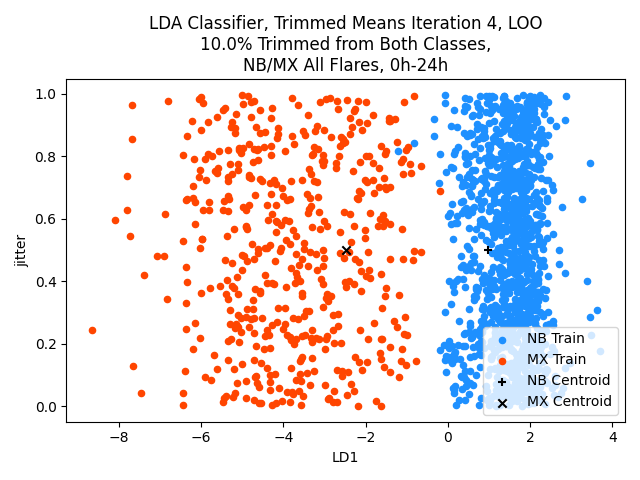 LDA Classifier, Trimmed Means Iteration 4, LOO
10.0% Trimmed from Both Classes,
NB/MX All Flares, 0h-24h
jitter
1.0
0.8
0.6
0.4
0.2
0.0
NB Train
MX Train
NB Centroid
MX Centroid
−8 −6 −4 −2 0 2 4
LD1